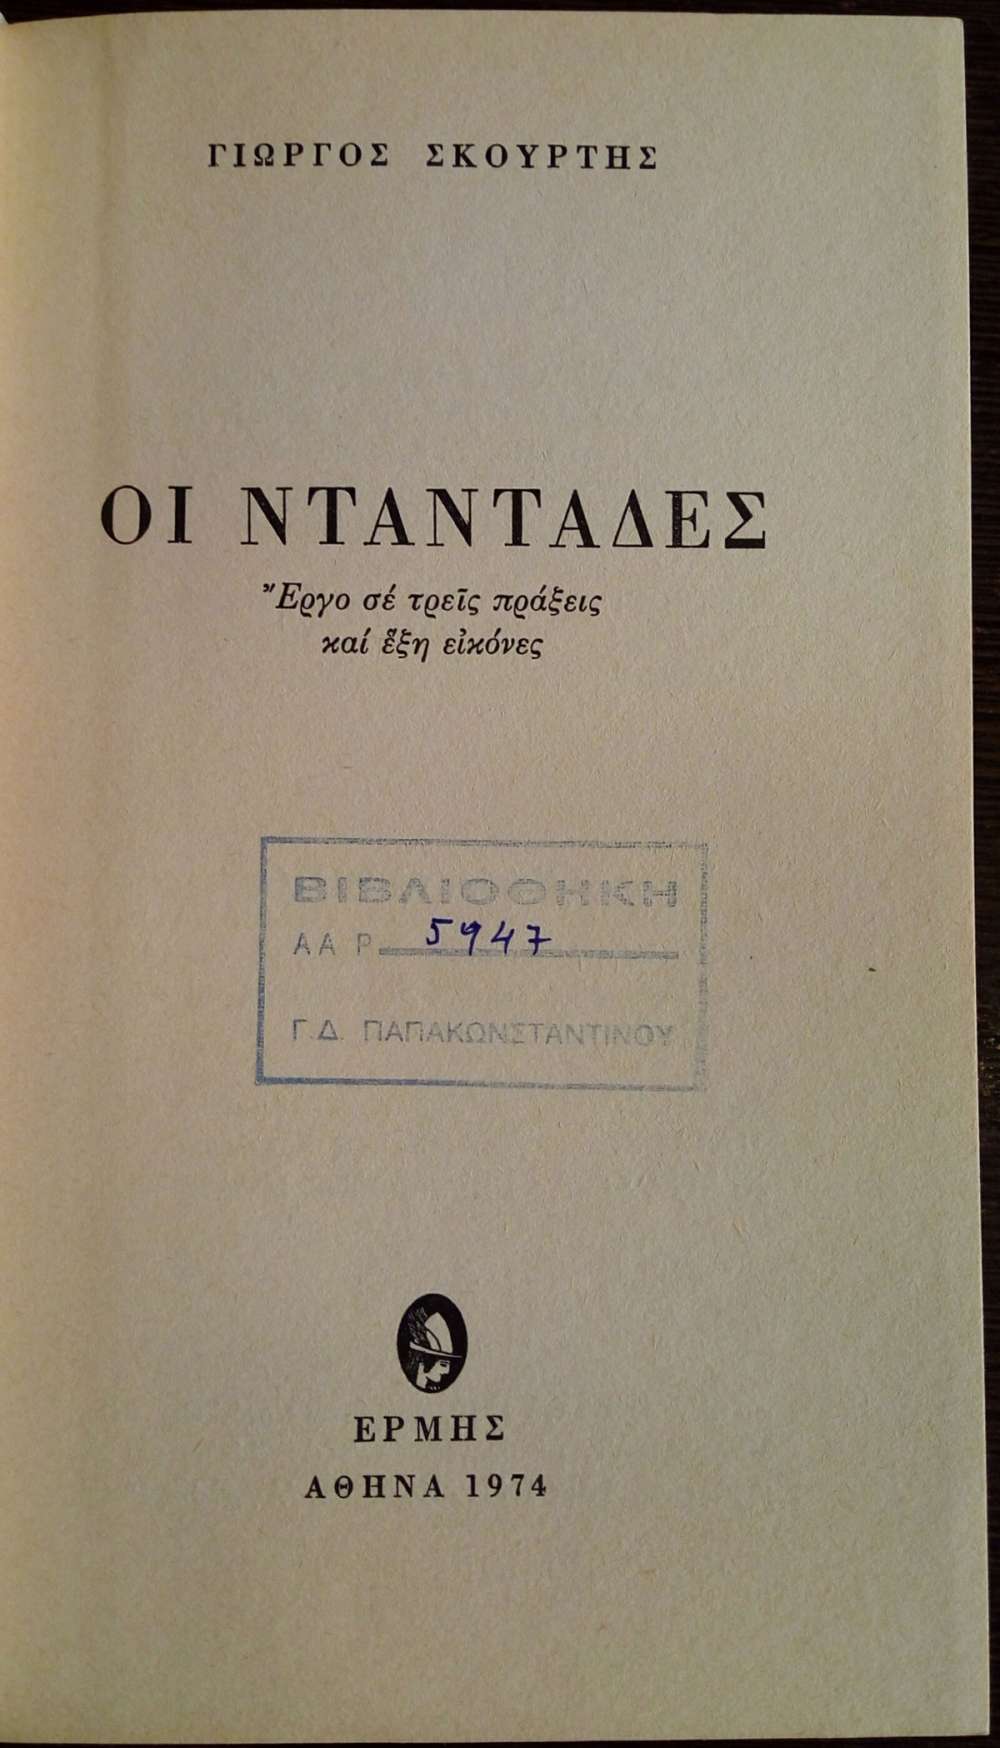 ΓΙΩΡΓΟΣ ΣΚΟΥΡΤΗΣ
ΟΙ ΝΤΑΝΤΑΔΕΣ
Ἔργο σέ τρεῖς πράξεις
καί ἕξη εἰκόνες
ΒΙΒΛΙΟΘΗΚΗ
ΑΑ Ρ 5947
Γ.Δ. ΠΑΠΑΚΩΝΣΤΑΝΤΙΝΟΥ
ΕΡΜΗΣ
ΑΘΗΝΑ 1974